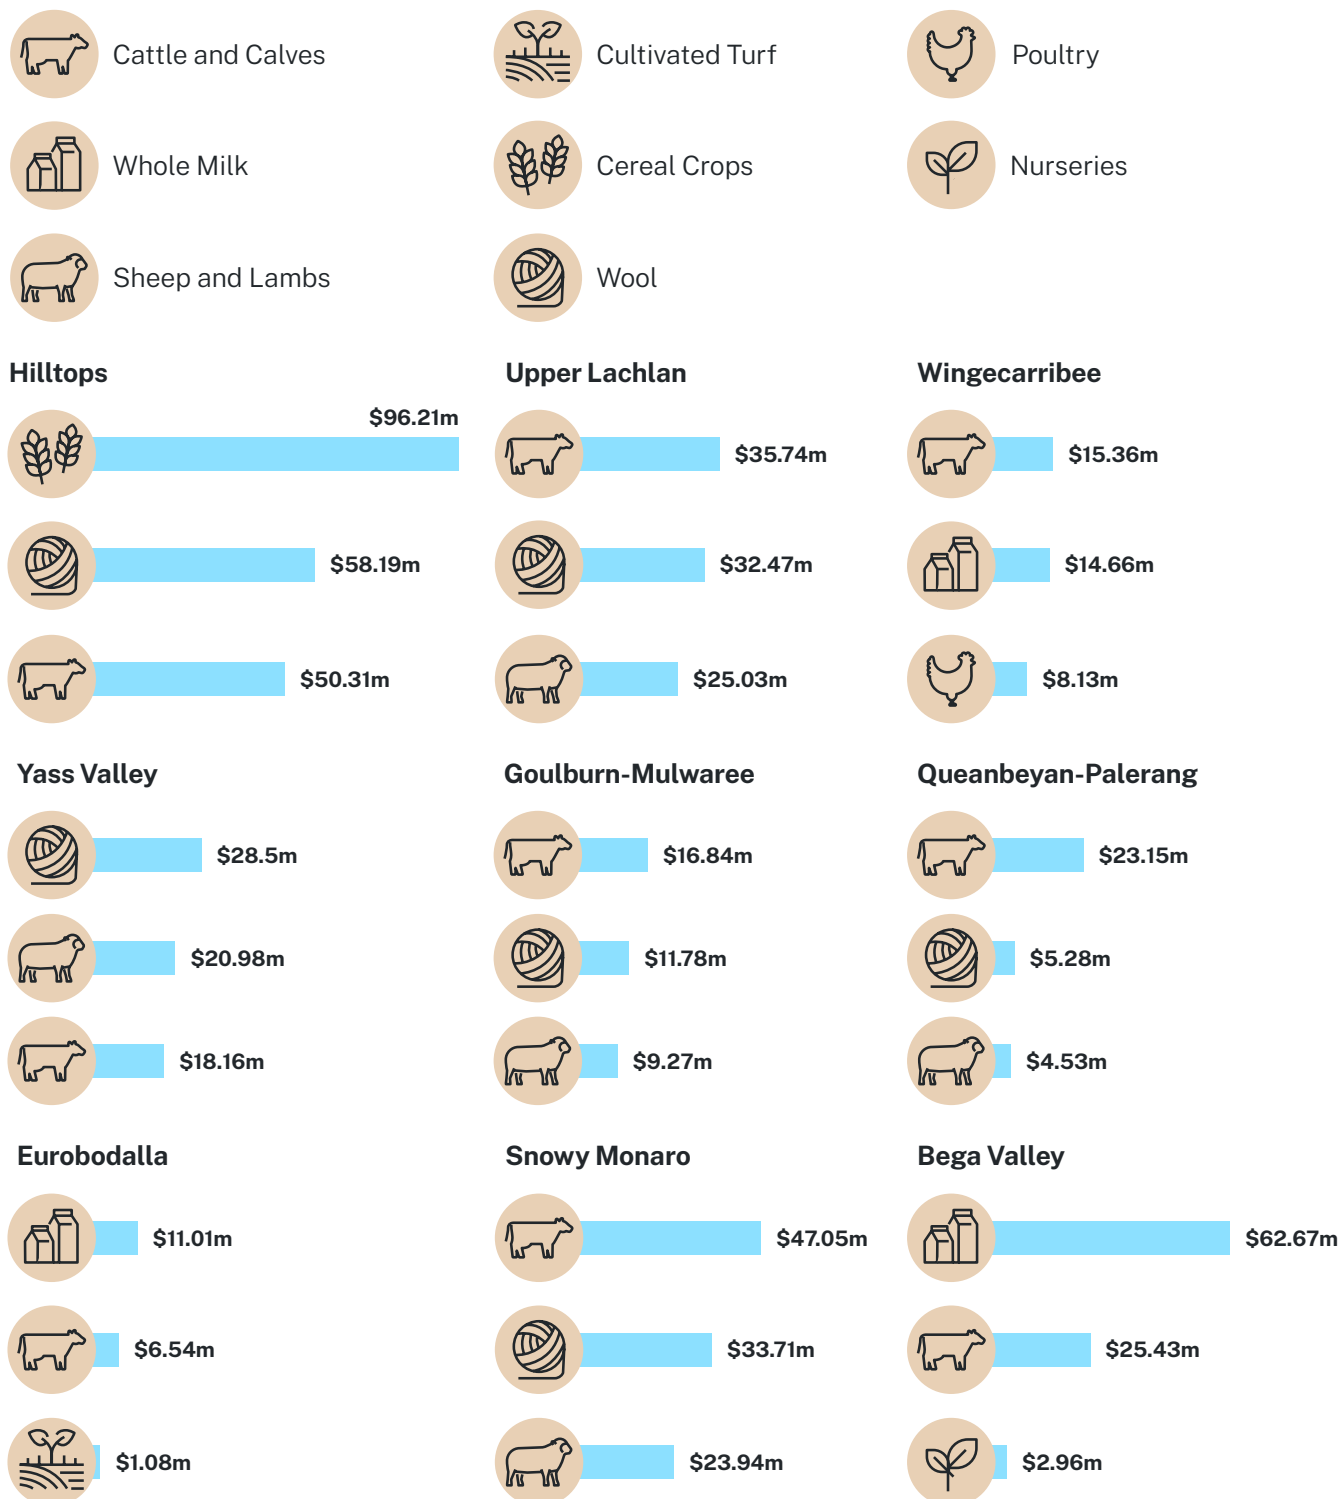 Cattle and Calves
Cultivated Turf
Poultry
Whole Milk
Cereal Crops
Nurseries
Sheep and Lambs
Wool
Hilltops
$96.21m
$58.19m
$50.31m
Upper Lachlan
$35.74m
$32.47m
$25.03m
Wingecarribee
$15.36m
$14.66m
$8.13m
Yass Valley
$28.5m
$20.98m
$18.16m
Goulburn-Mulwaree
$16.84m
$11.78m
$9.27m
Queanbeyan-Palerang
$23.15m
$5.28m
$4.53m
Eurobodalla
$11.01m
$6.54m
$1.08m
Snowy Monaro
$47.05m
$33.71m
$23.94m
Bega Valley
$62.67m
$25.43m
$2.96m